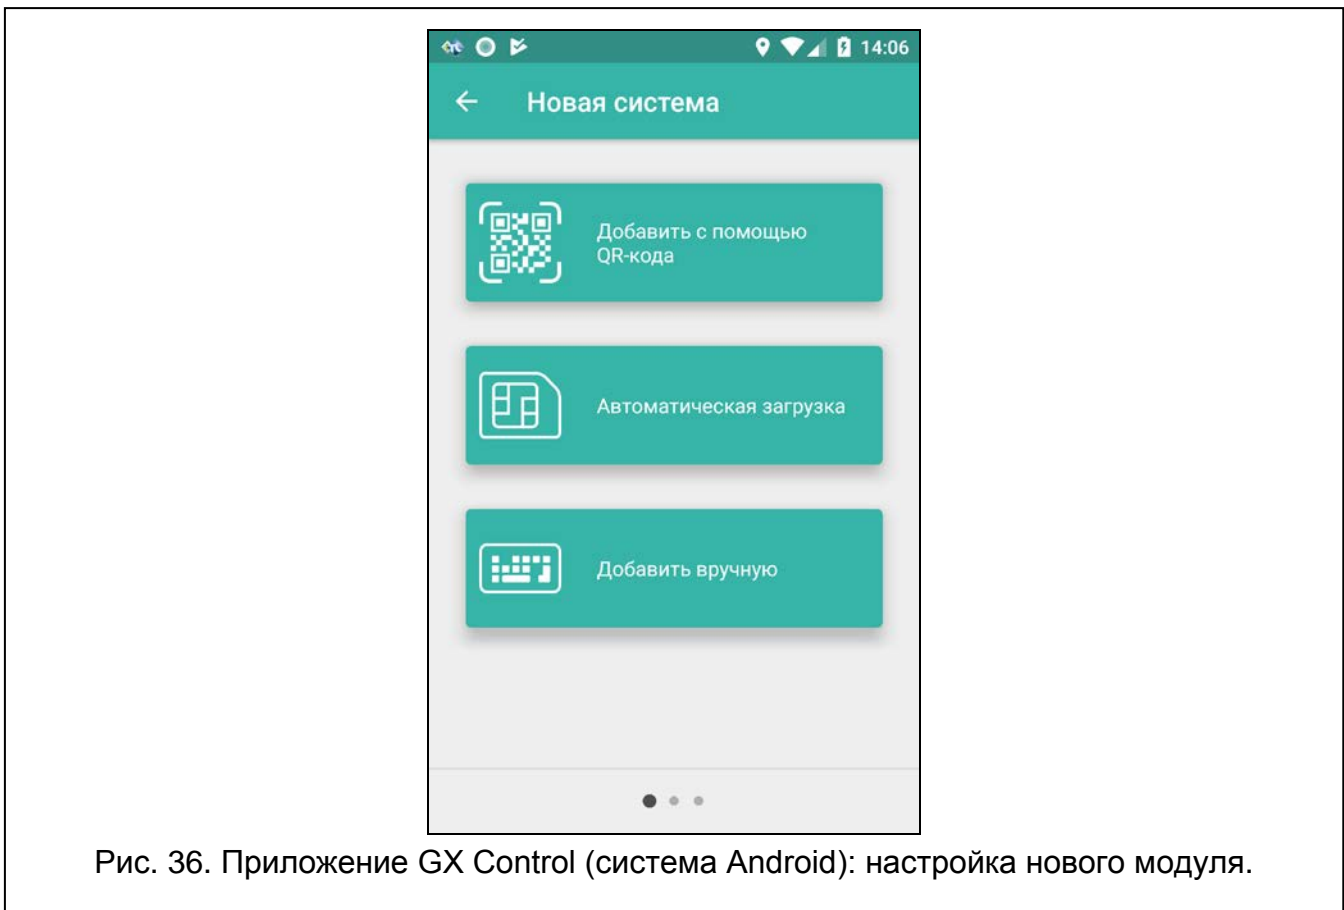 14:06
Новая система
Добавить с помощью
QR-кода
Автоматическая загрузка
Добавить вручную
Рис. 36. Приложение GX Control (система Android): настройка нового модуля.